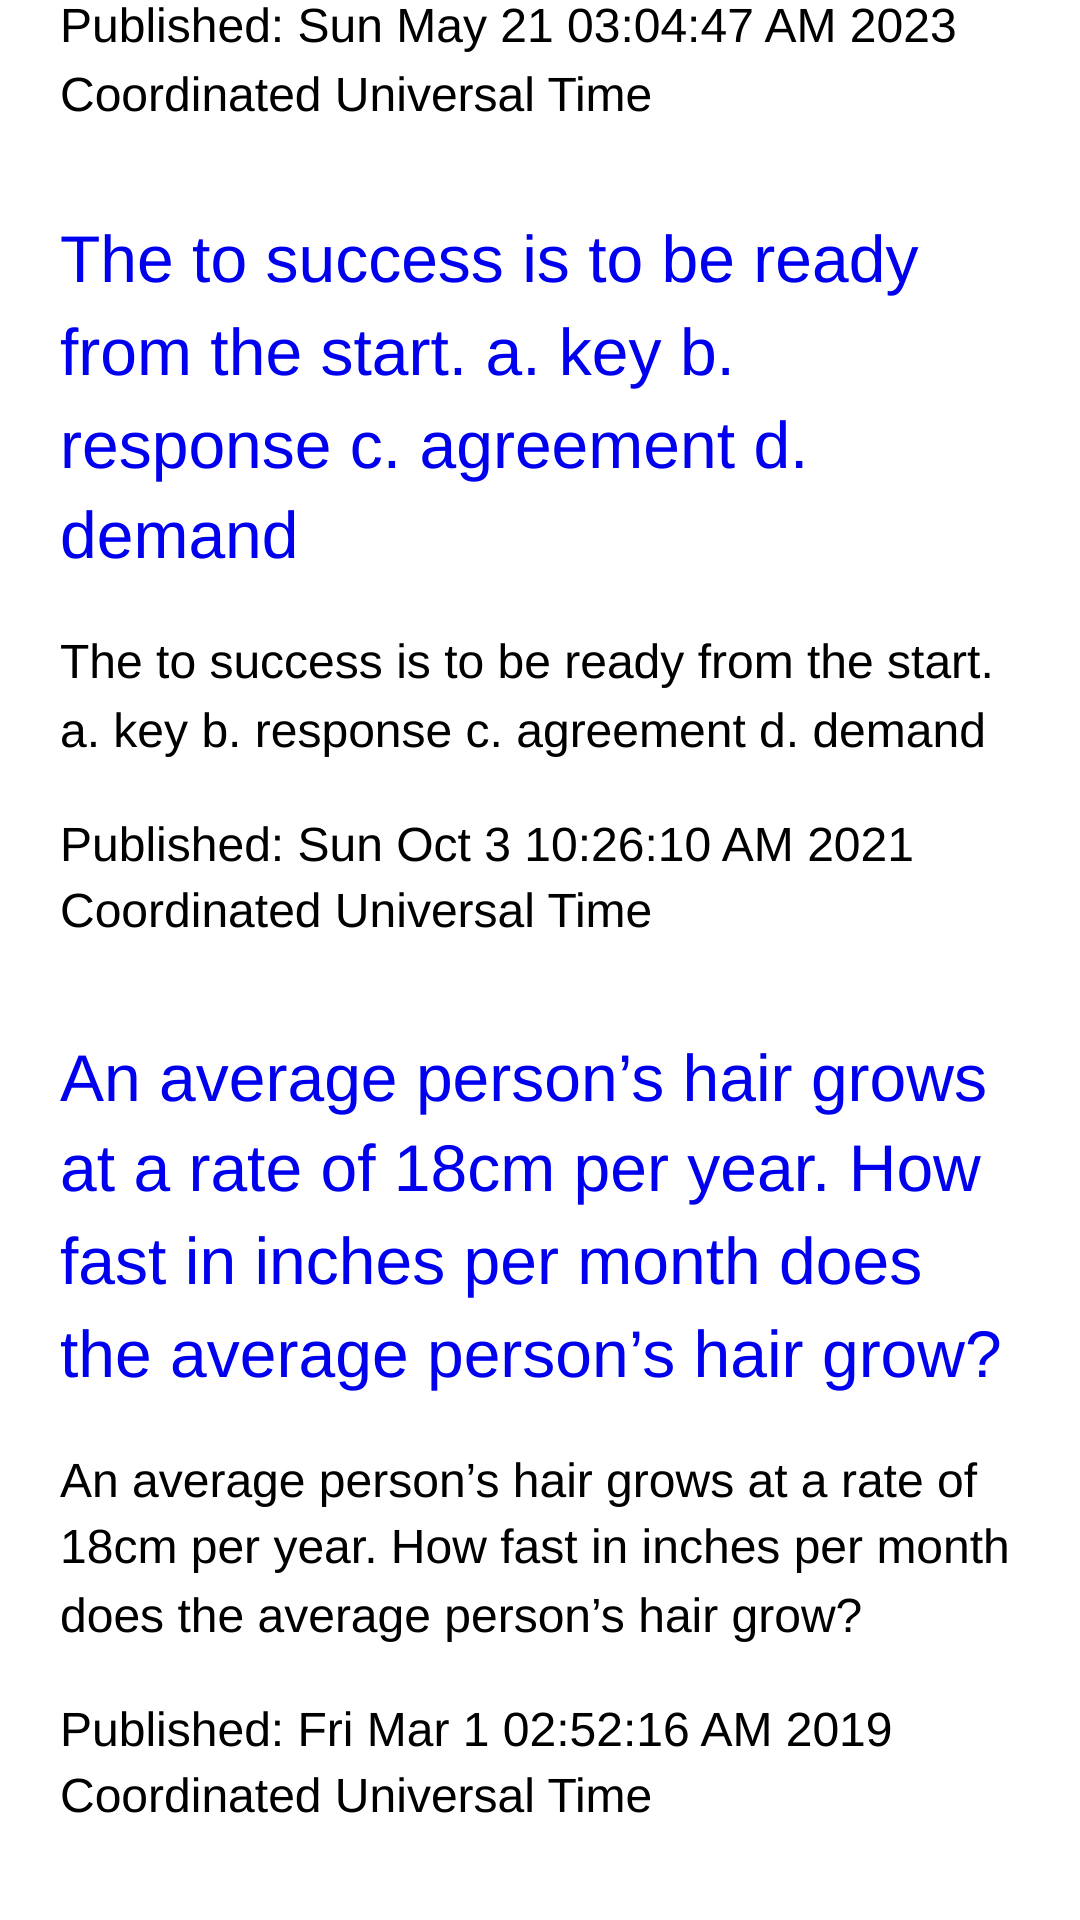 Published: Sun May 21 03:04:47 AM 2023
Coordinated Universal Time
The to success is to be ready
from the start. a. key b.
response c. agreement d.
demand
The to success is to be ready from the start.
a. key b. response c. agreement d. demand
Published: Sun Oct 3 10:26:10 AM 2021
Coordinated Universal Time
An average person’s hair grows
at a rate of 18cm per year. How
fast in inches per month does
the average person’s hair grow?
An average person’s hair grows at a rate of
18cm per year. How fast in inches per month
does the average person’s hair grow?
Published: Fri Mar 1 02:52:16 AM 2019
Coordinated Universal Time